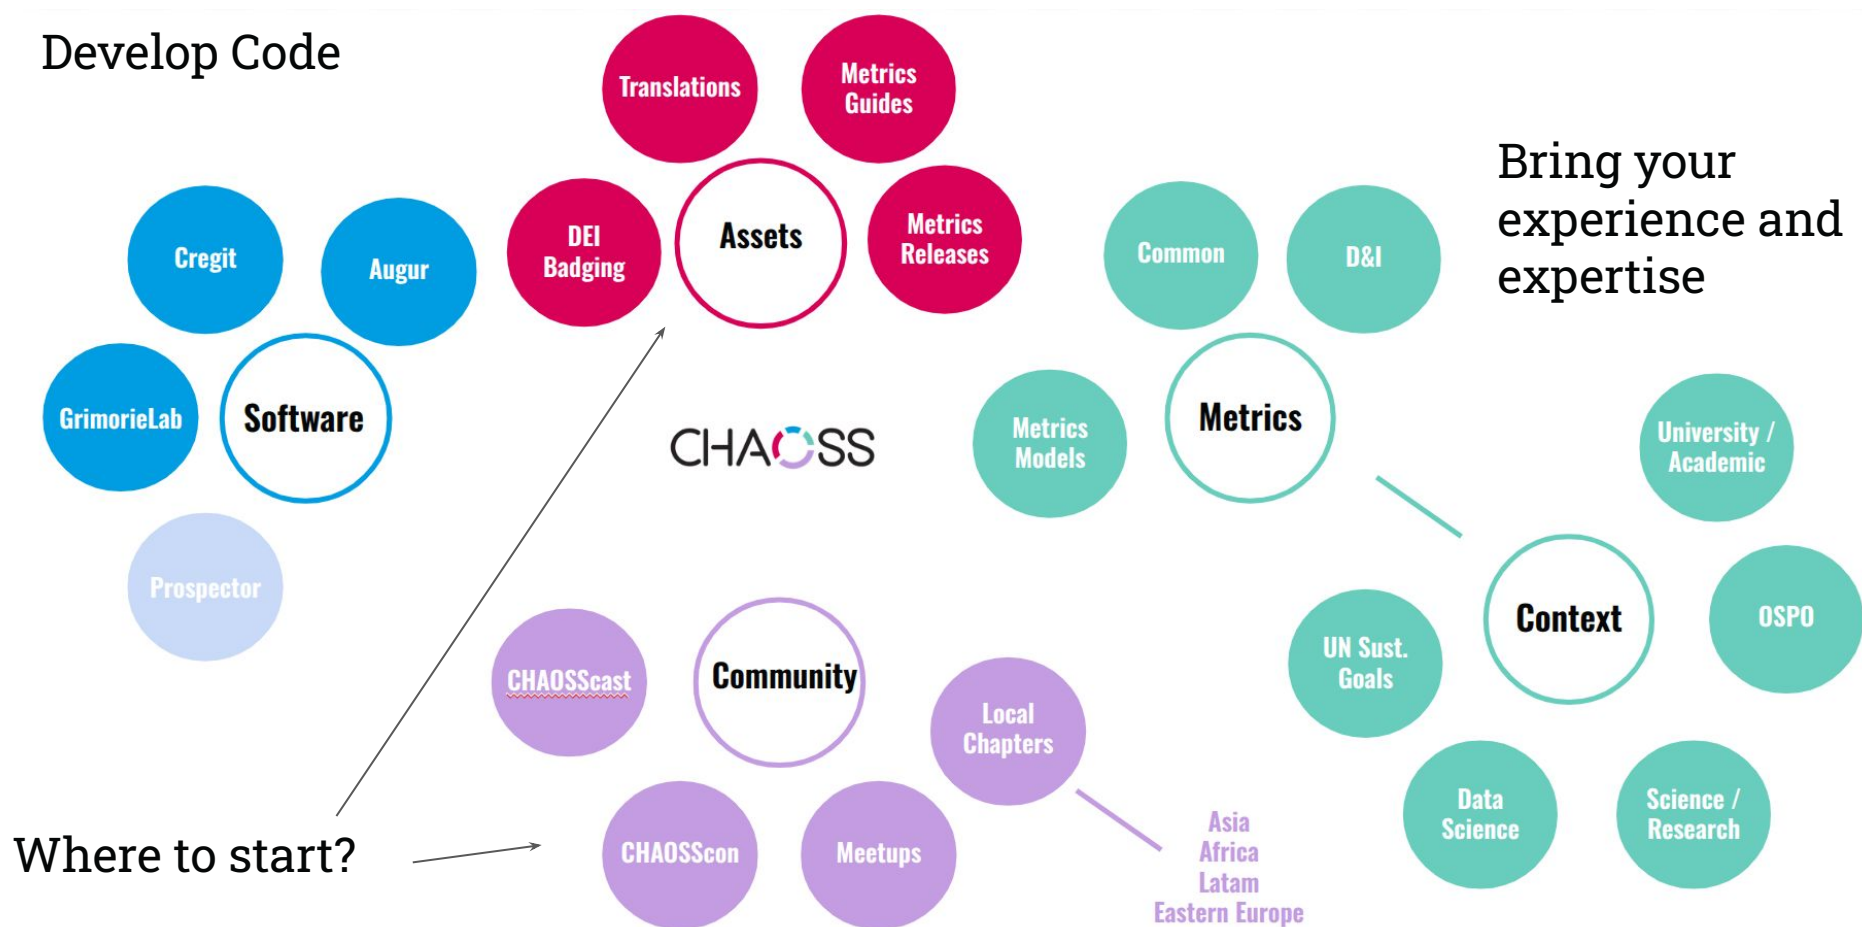 Develop Code
Translations
Metrics
Guides
DEI
Badging
Assets
Metrics
Releases
Cregit
Augur
GrimorieLab
Software
Prospector
CHAOSS
Common
D&I
Metrics
Models
Metrics
Bring your
experience and
expertise
University /
Academic
Context
OSPO
UN Sust.
Goals
Data
Science
Science /
Research
CHAOSScast
Community
Local
Chapters
CHAOSScon
Meetups
Asia
Africa
Latam
Eastern Europe
Where to start?